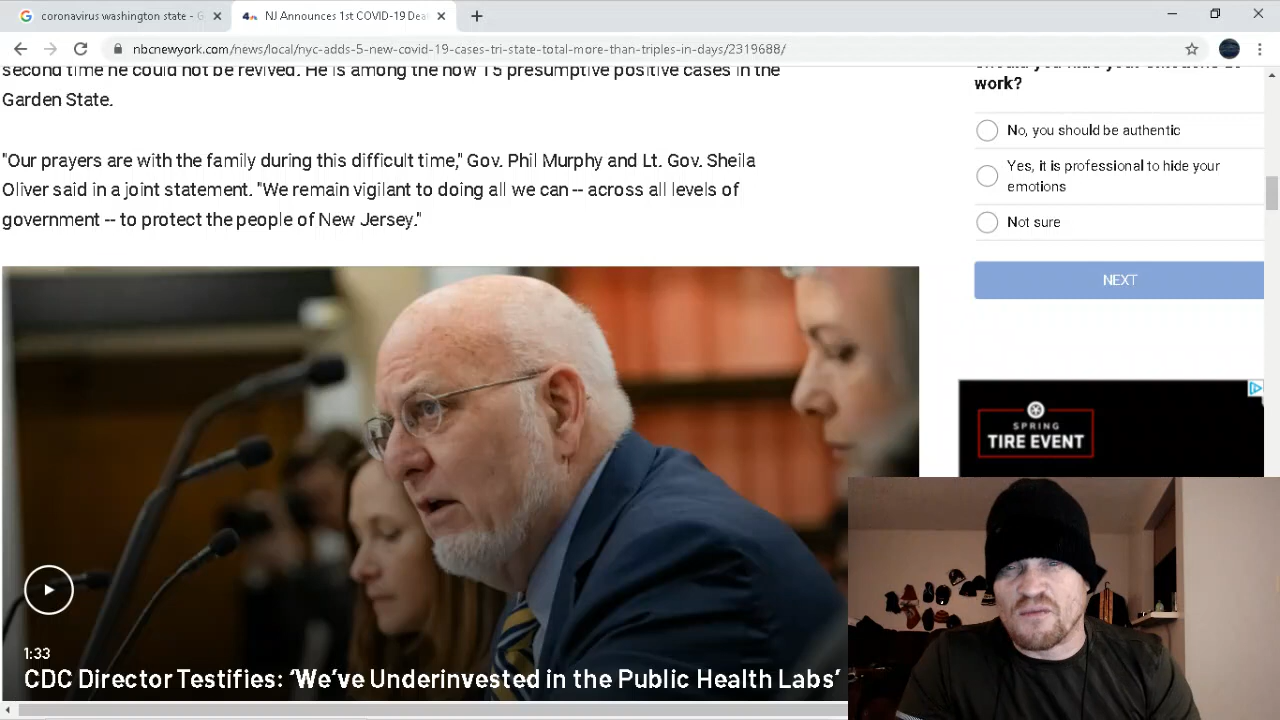 coronavirus washington state - G
NJ Announces 1st COVID-19 Dea
nbcnewyork.com/news/local/nyc-adds-5-new-covid-19-cases-tri-state-total-more-than-triples-in-days/2319688/
second time he could not be revived. He is among the now 15 presumptive positive cases in the
Garden State.
"Our prayers are with the family during this difficult time," Gov. Phil Murphy and Lt. Gov. Sheila
Oliver said in a joint statement. "We remain vigilant to doing all we can -- across all levels of
government -- to protect the people of New Jersey."
1:33
CDC Director Testifies: ‘We’ve Underinvested in the Public Health Labs’
work?
No, you should be authentic
Yes, it is professional to hide your
emotions
Not sure
NEXT
SPRING
TIRE EVENT